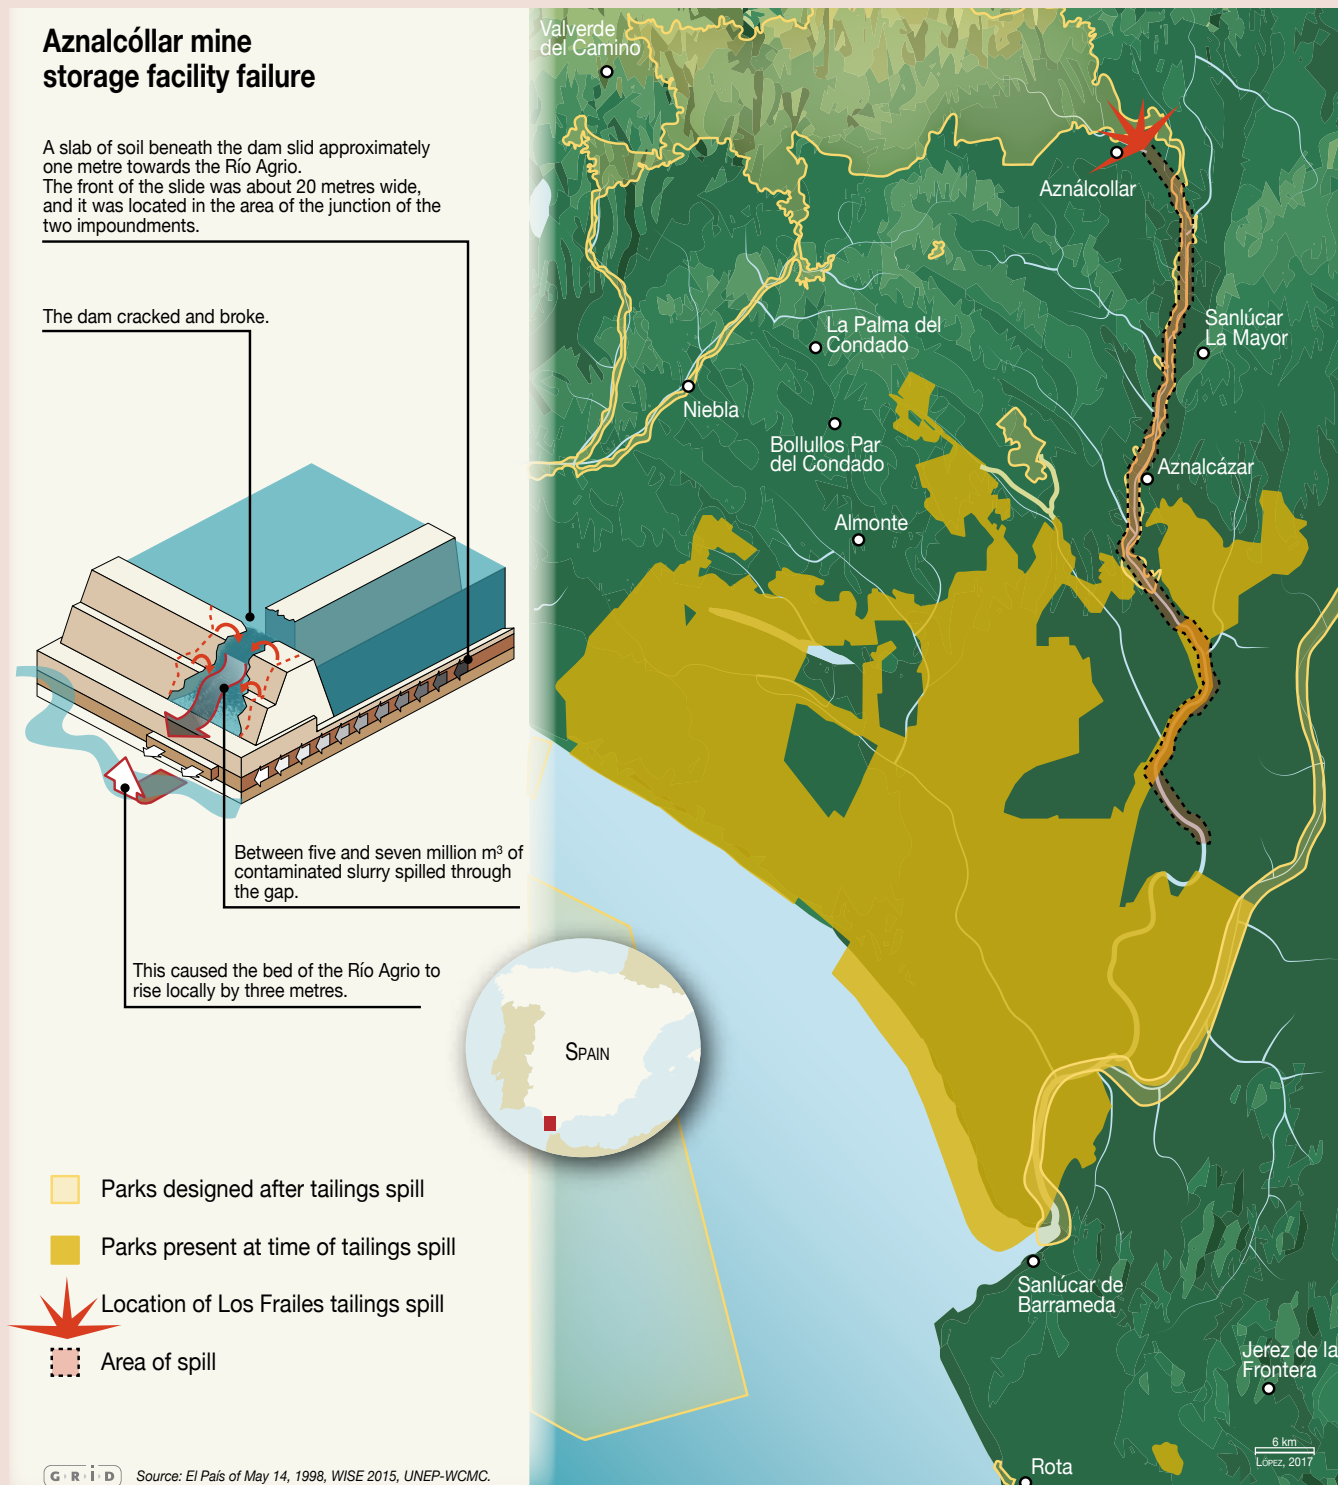 Aznalcóllar mine
storage facility failure
A slab of soil beneath the dam slid approximately
one metre towards the Río Agrio.
The front of the slide was about 20 metres wide,
and it was located in the area of the junction of the
two impoundments.
The dam cracked and broke.
Between five and seven million m³ of
contaminated slurry spilled through
the gap.
This caused the bed of the Río Agrio to
rise locally by three metres.
SPAIN
Parks designed after tailings spill
Parks present at time of tailings spill
Location of Los Frailes tailings spill
Area of spill
GRID
Source: El País of May 14, 1998, WISE 2015, UNEP-WCMC.
Valverde
del Camino
Aználcollar
La Palma del
Condado
Sanlúcar
La Mayor
Niebla
Bollullos Par
del Condado
Aznalcázar
Almonte
Sanlúcar de
Barrameda
Jerez de la
Frontera
Rota
6 km
LÓPEZ, 2017